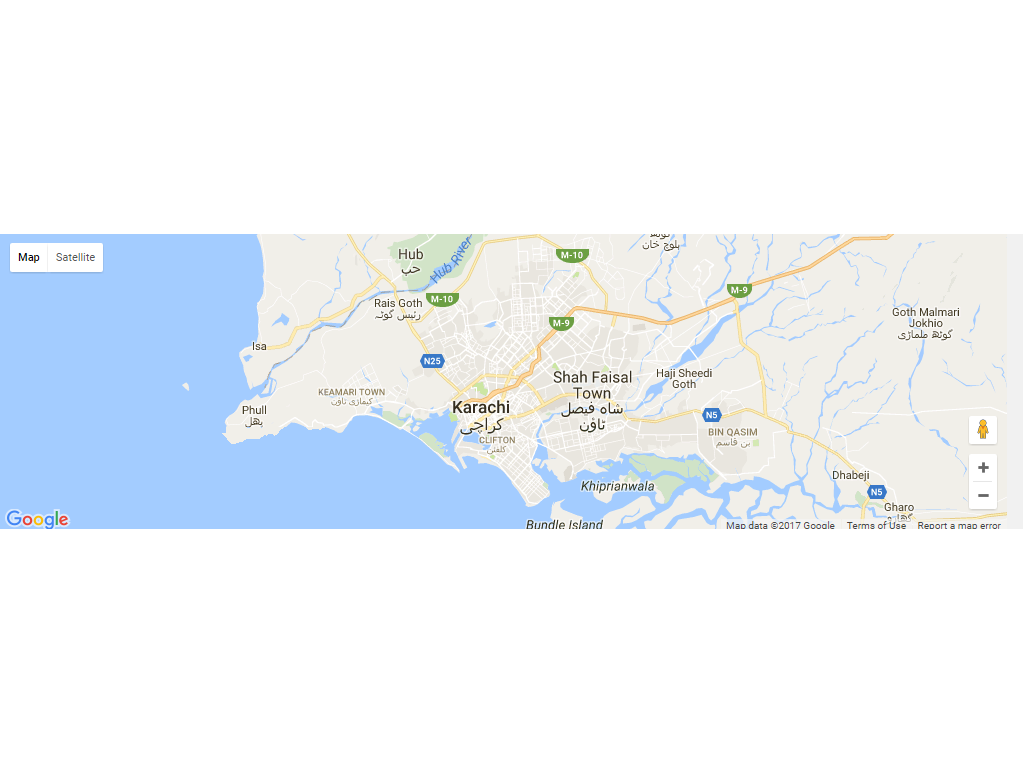 Map
Satellite
Hub
حب
Hub River
M-10
بلوچ خان
M-9
M-10
Rais Goth
رئیس گوٹھ
M-9
Goth Malmari
Jokhio
گوٹھ ملماڑی
Isa
N25
Shah Faisal
Town
شاہ فیصل
ٹاؤن
Haji Sheedi
Goth
KEAMARI TOWN
کیماڑی ٹاؤن
Phull
پھل
Karachi
كراچى
N5
BIN QASIM
بن قاسم
CLIFTON
کلفٹن
Khiprianwala
Dhabeji
N5
Gharo
Google
Bundle Island
Map data ©2017 Google
Terms of Use
Report a map error